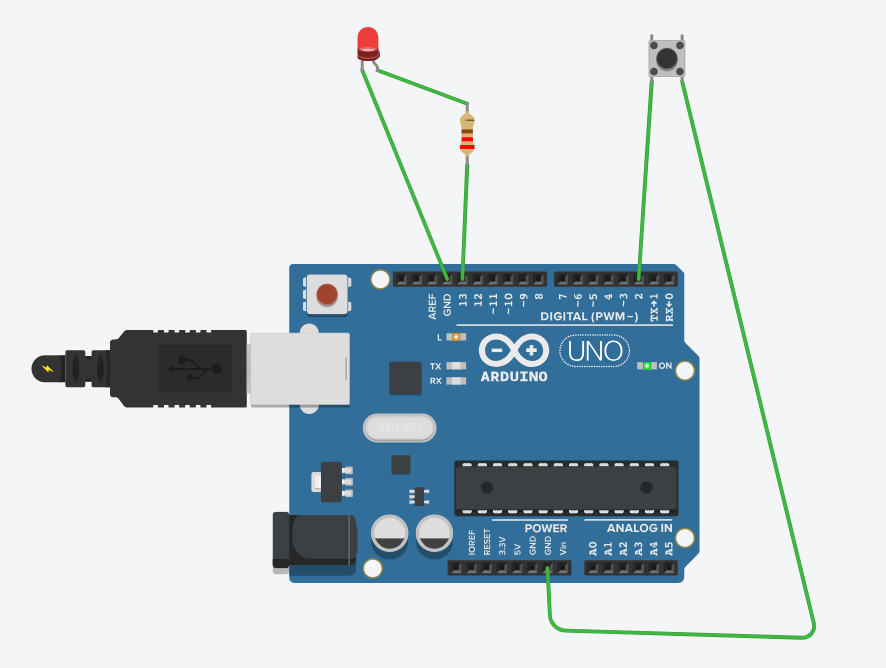 AREF
GND
13
12
~11
~10
~9
8
7
~6
~5
4
~3
2
TX→1
RX←0
DIGITAL (PWM~)
L
TX
RX
ARDUINO
UNO
ON
POWER
ANALOG IN
IOREF
RESET
3.3V
5V
GND
GND
Vin
A0
A1
A2
A3
A4
A5